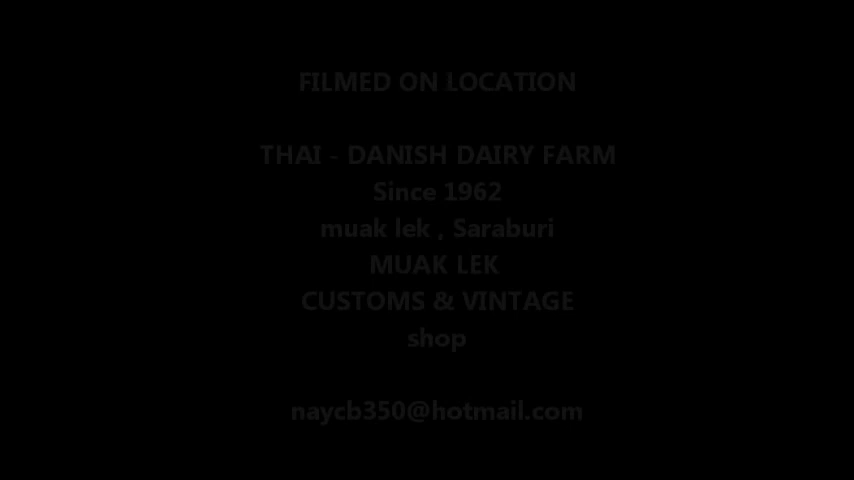 FILMED ON LOCATION
THAI - DANISH DAIRY FARM
Since 1962
muak lek , Saraburi
MUAK LEK
CUSTOMS & VINTAGE
shop
naycb350@hotmail.com